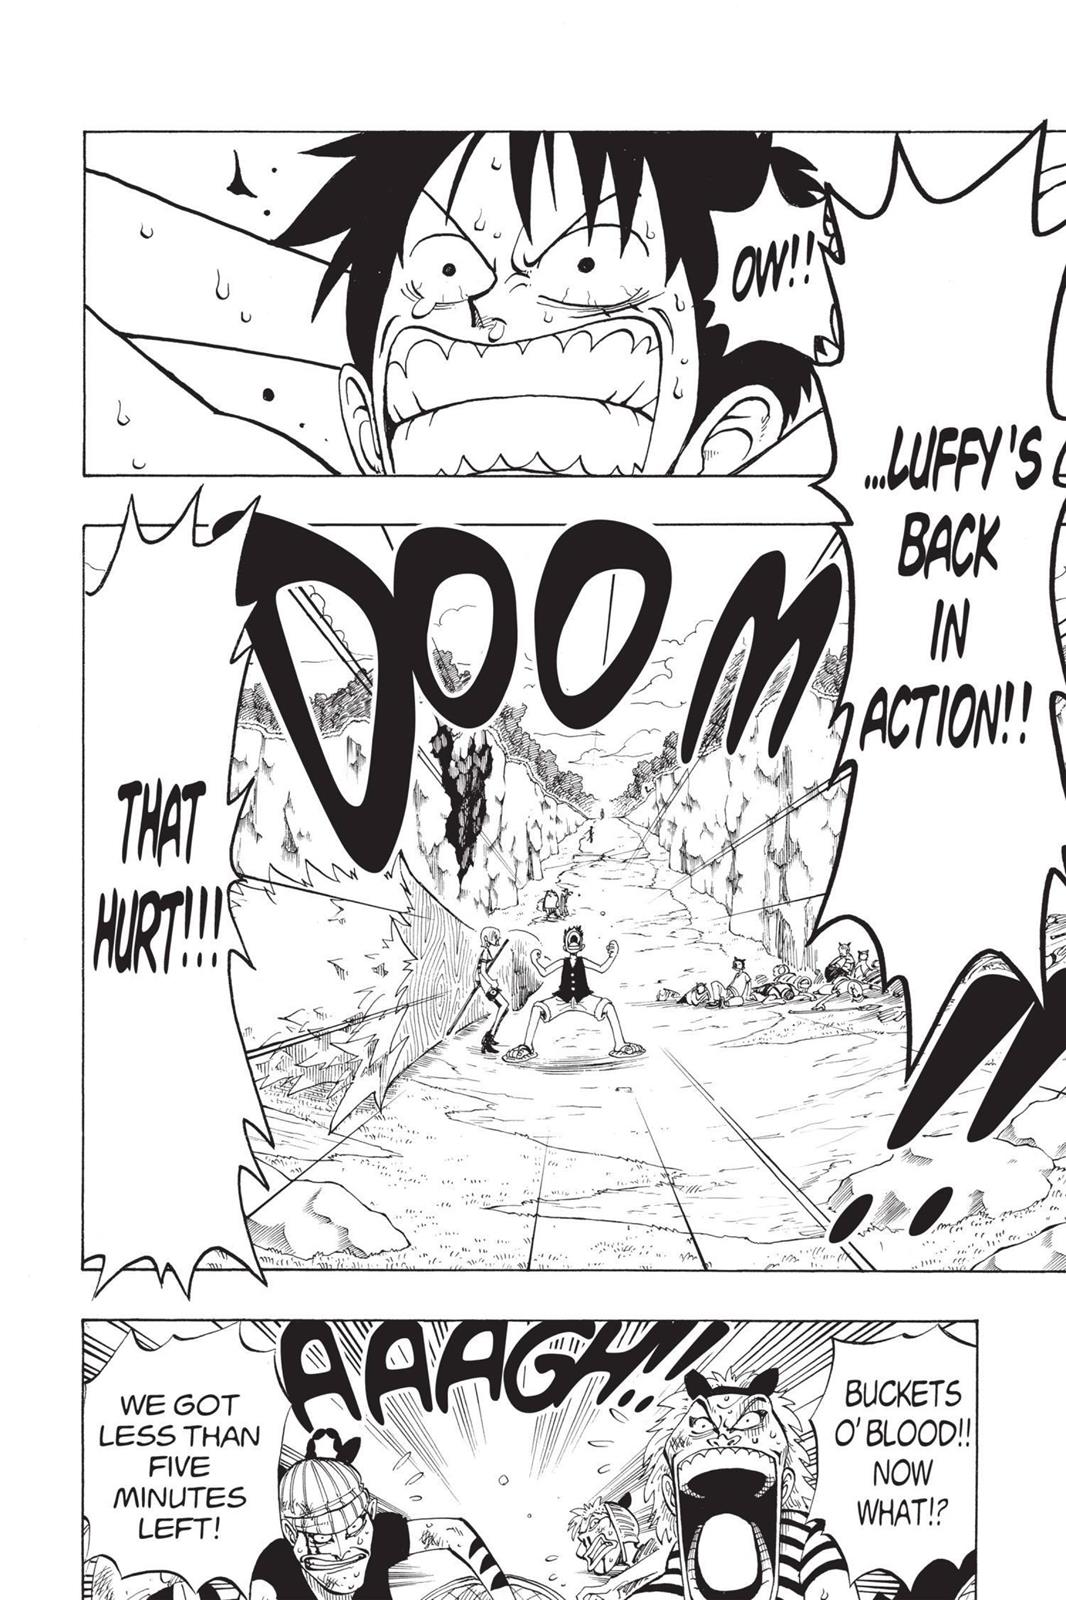 OW!!
...LUFFY'S
BACK
IN
ACTION!!
DOOM!!
THAT
HURT!!!
AAAGH!!
BUCKETS
O' BLOOD!!
NOW
WHAT!?
WE GOT
LESS THAN
FIVE
MINUTES
LEFT!